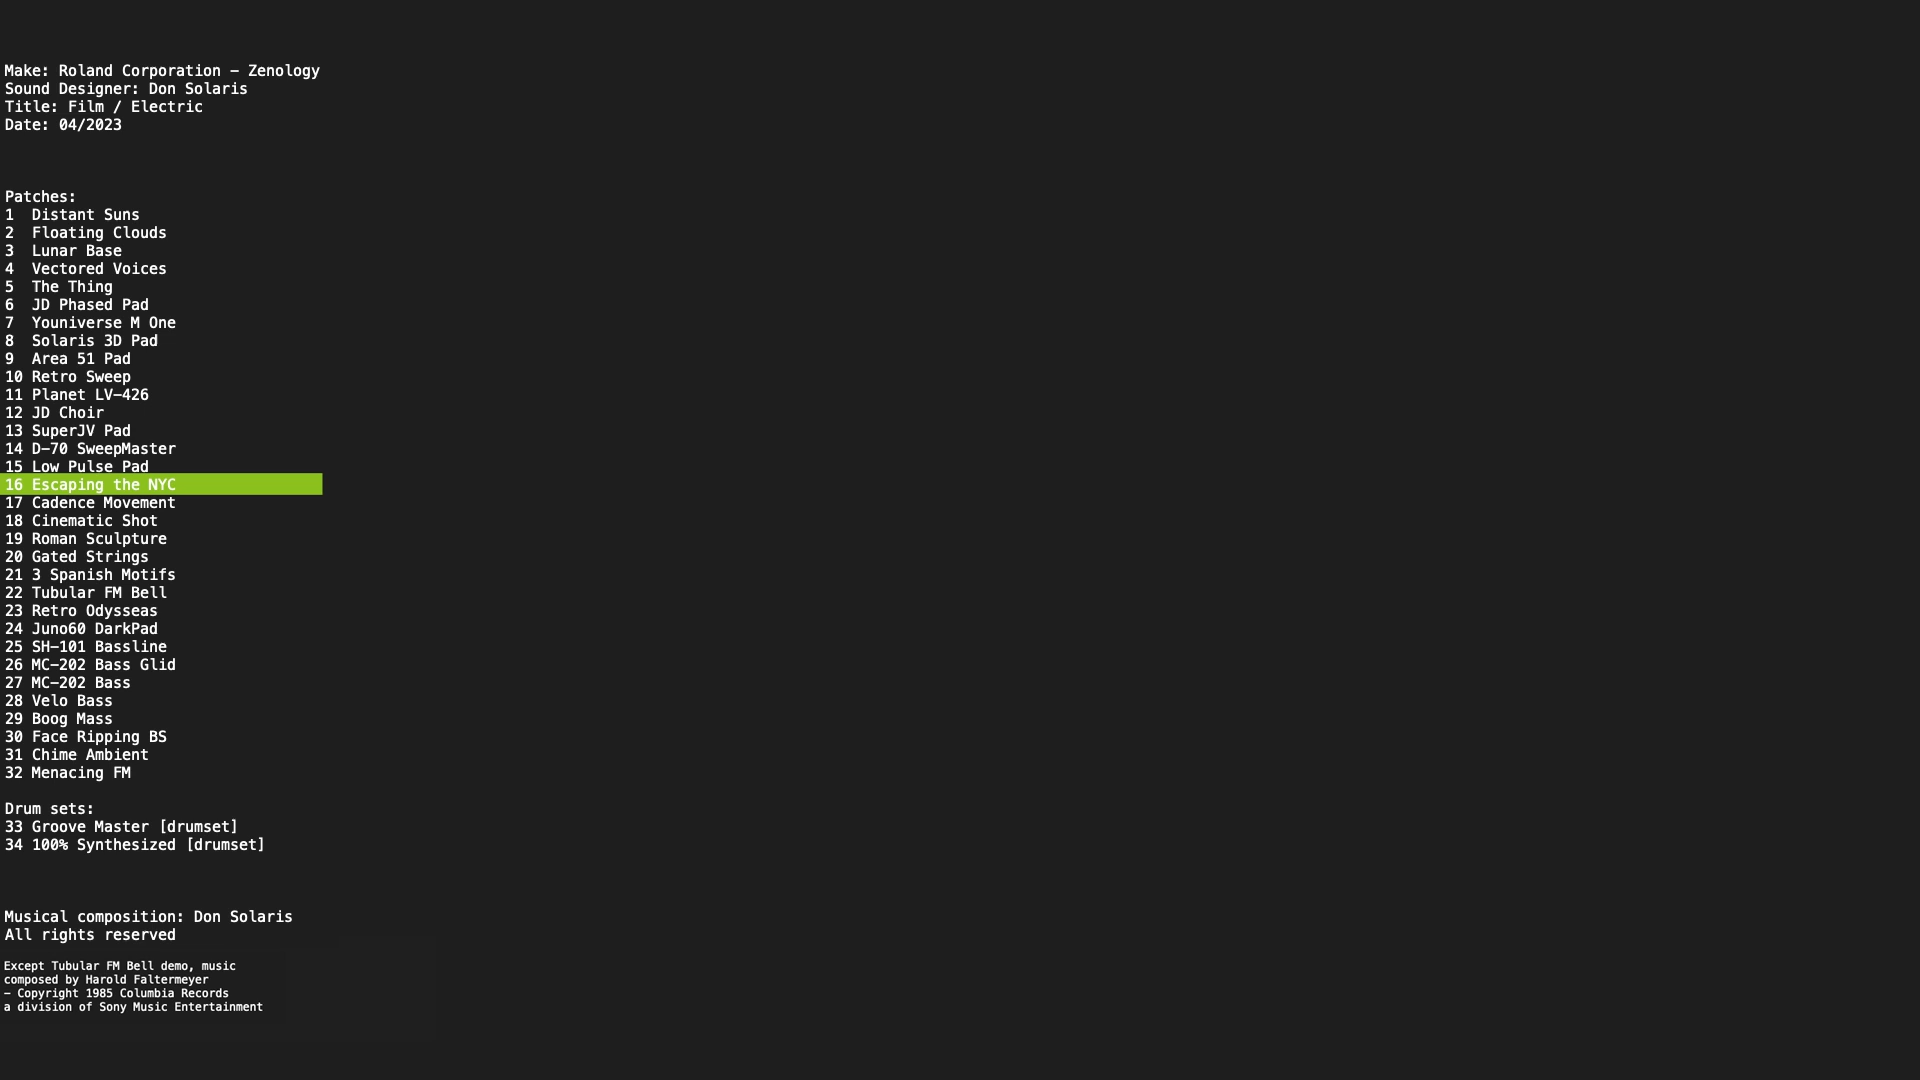 Make: Roland Corporation – Zenology
Sound Designer: Don Solaris
Title: Film / Electric
Date: 04/2023
Patches:
1 Distant Suns
2 Floating Clouds
3 Lunar Base
4 Vectored Voices
5 The Thing
6 JD Phased Pad
7 Youniverse M One
8 Solaris 3D Pad
9 Area 51 Pad
10 Retro Sweep
11 Planet LV–426
12 JD Choir
13 SuperJV Pad
14 D–70 SweepMaster
15 Low Pulse Pad
16 Escaping the NYC
17 Cadence Movement
18 Cinematic Shot
19 Roman Sculpture
20 Gated Strings
21 3 Spanish Motifs
22 Tubular FM Bell
23 Retro Odysseas
24 Juno60 DarkPad
25 SH–101 Bassline
26 MC–202 Bass Glid
27 MC–202 Bass
28 Velo Bass
29 Boog Mass
30 Face Ripping BS
31 Chime Ambient
32 Menacing FM
Drum sets:
33 Groove Master [drumset]
34 100% Synthesized [drumset]
Musical composition: Don Solaris
All rights reserved
Except Tubular FM Bell demo, music
composed by Harold Faltermeyer
– Copyright 1985 Columbia Records
a division of Sony Music Entertainment